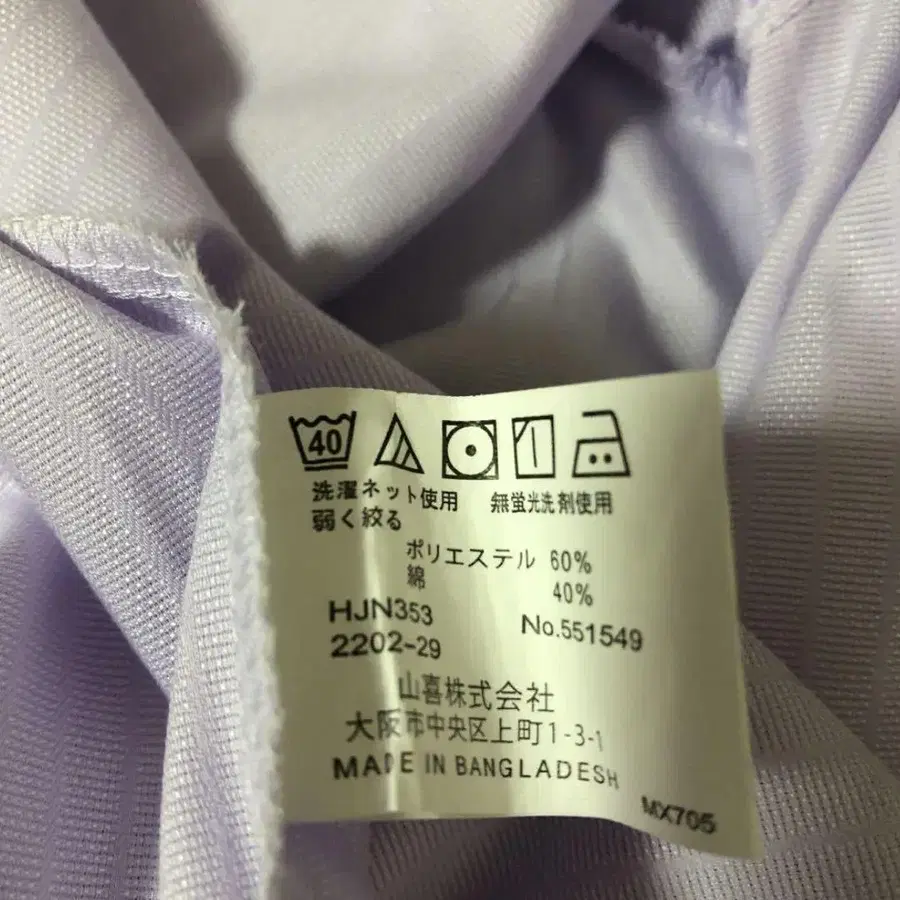 40
洗濯ネット使用 無蛍光洗剤使用
弱く絞る
ポリエステル 60%
綿 40%
HJN353 No.551549
2202-29
山喜株式会社
大阪市中央区上町1-3-1
MADE IN BANGLADESH
MX705